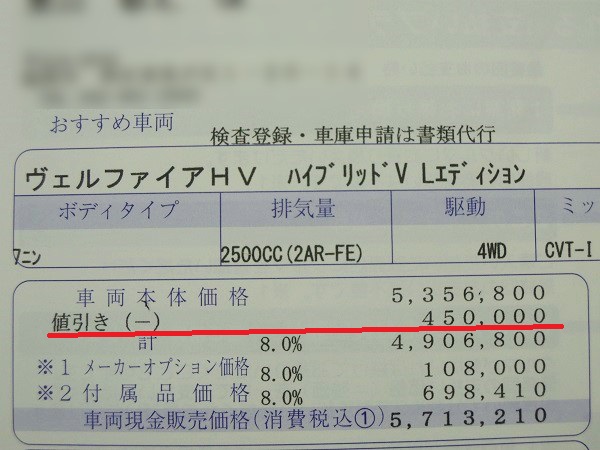 おすすめ車両
検査登録・車庫申請は書類代行
ヴェルファイアHV ﾊｲﾌﾞﾘｯﾄﾞV Lｴﾃﾞｨｼｮﾝ
ボディタイプ 排気量 駆動 ミッ
7ﾆﾝ 2500CC(2AR-FE) 4WD CVT-I
車両本体価格 5,356,800
値引き(－) 450,000
計 8.0% 4,906,800
※1メーカーオプション価格 8.0% 108,000
※2付属品価格 8.0% 698,410
車両現金販売価格(消費税込①) 5,713,210